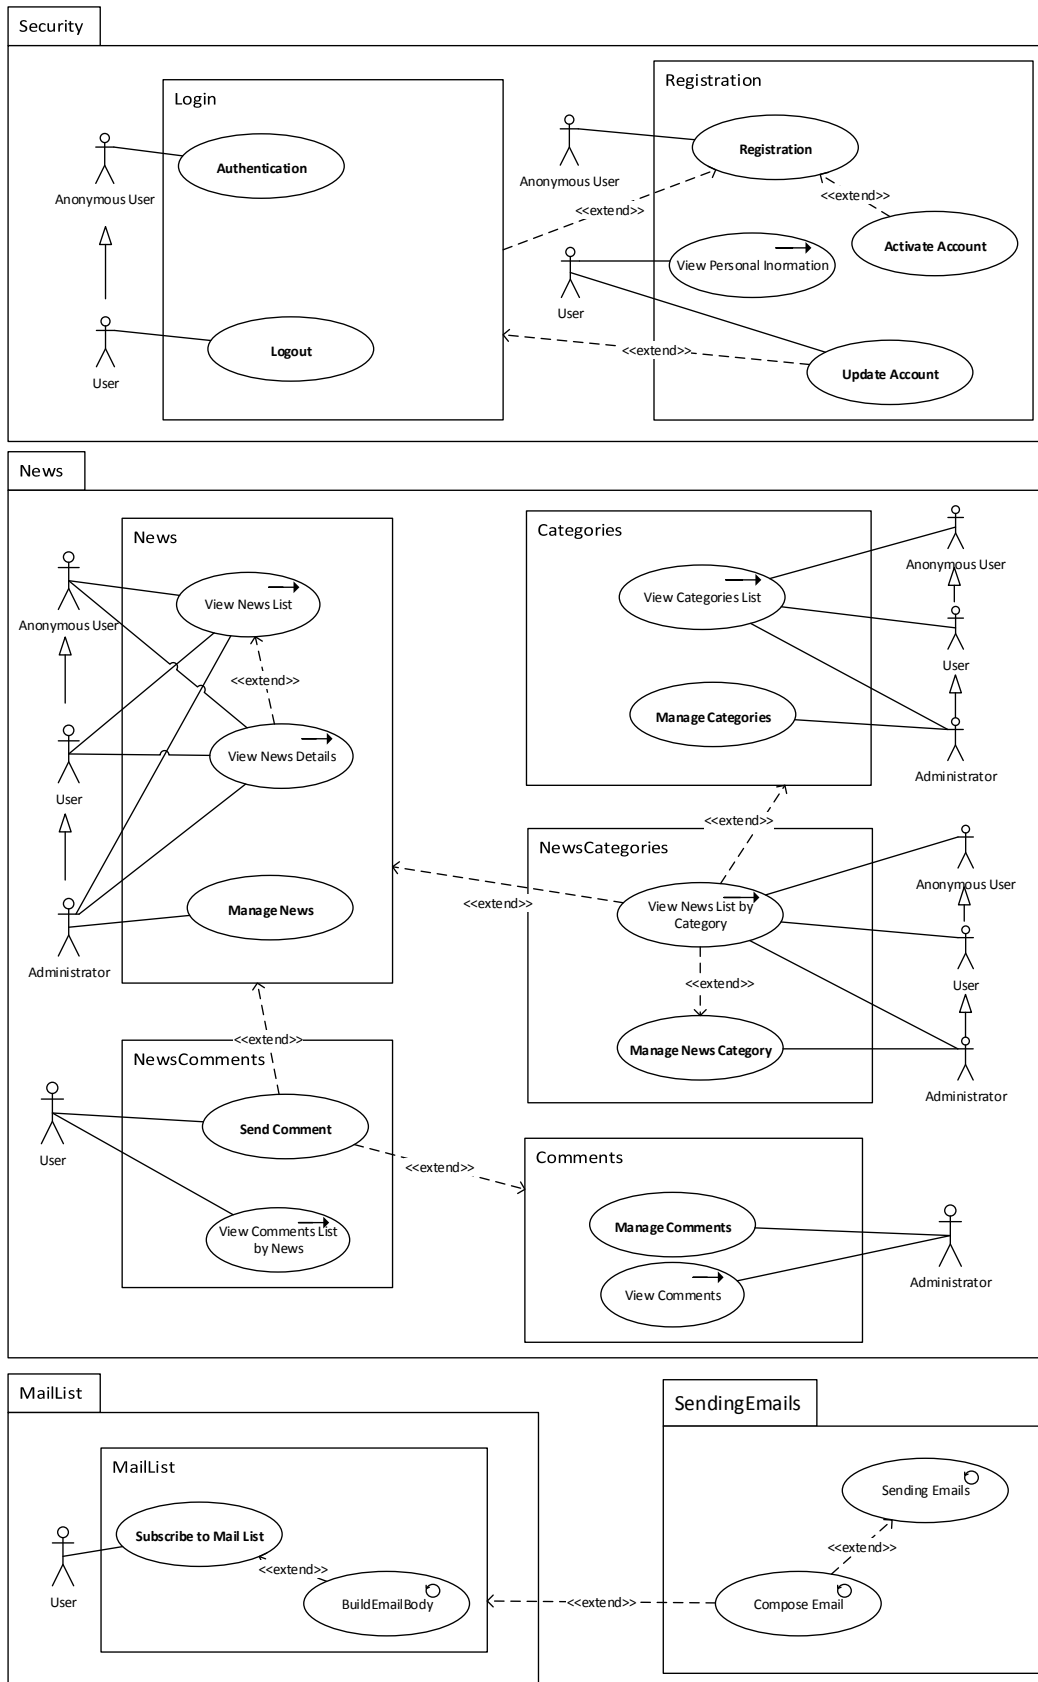 Security
Login
Registration
Authentication
Registration
Anonymous User
Anonymous User
<<extend>>
<<extend>>
Activate Account
View Personal Inormation
User
Logout
<<extend>>
User
Update Account
News
News
Categories
Anonymous User
View News List
View Categories List
Anonymous User
User
<<extend>>
Manage Categories
View News Details
User
Administrator
<<extend>>
NewsCategories
Anonymous User
Manage News
<<extend>>
View News List by
Category
Administrator
<<extend>>
User
<<extend>>
NewsComments
Manage News Category
Administrator
Send Comment
User
<<extend>>
Comments
Manage Comments
View Comments List
by News
Administrator
View Comments
MailList
SendingEmails
MailList
Sending Emails
Subscribe to Mail List
<<extend>>
<<extend>>
User
BuildEmailBody
<<extend>>
Compose Email